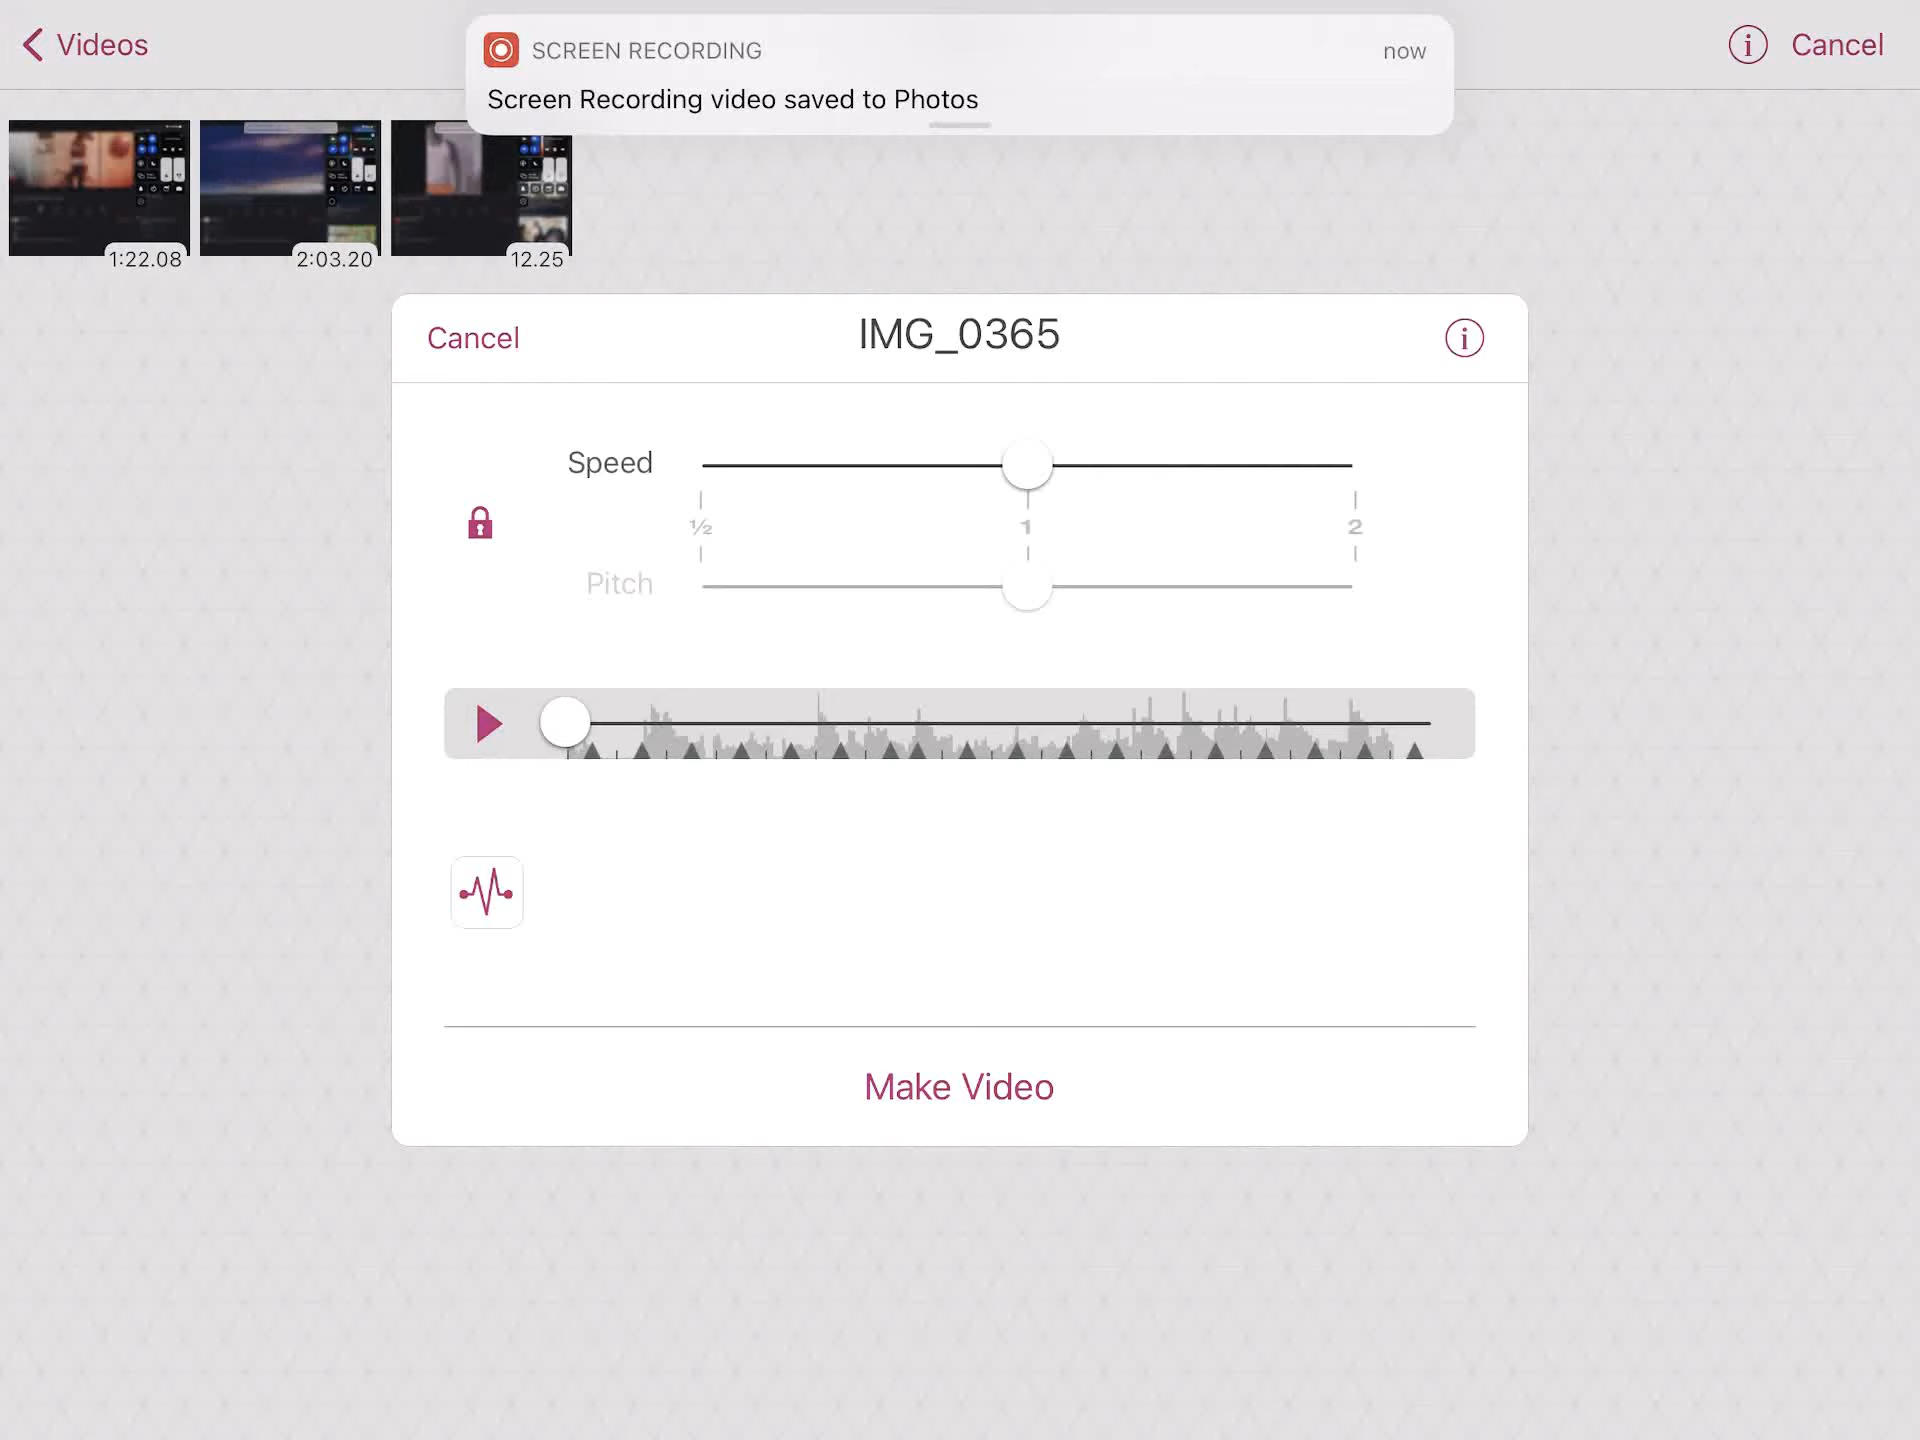 Videos
SCREEN RECORDING
now
Screen Recording video saved to Photos
Cancel
1:22.08
2:03.20
12.25
Cancel
IMG_0365
Speed
½
1
2
Pitch
Make Video